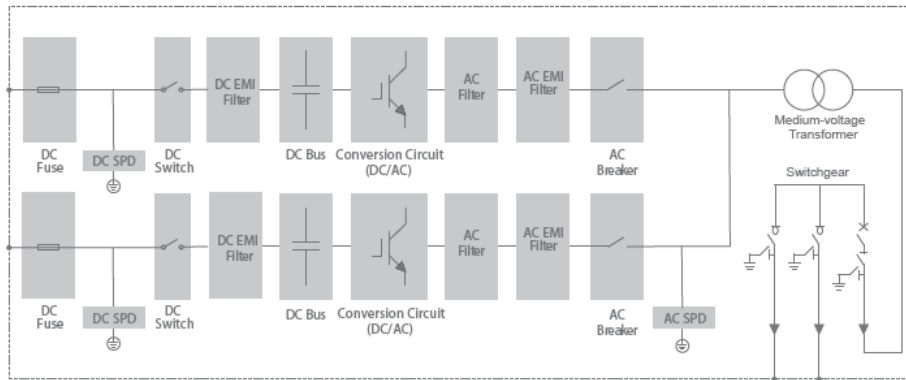 DC EMI
Filter
AC
Filter
AC EMI
Filter
Medium-voltage
Transformer
DC
Fuse
DC SPD
DC
Switch
DC Bus
Conversion Circuit
(DC/AC)
AC
Breaker
Switchgear
DC EMI
Filter
AC
Filter
AC EMI
Filter
DC
Fuse
DC SPD
DC
Switch
DC Bus
Conversion Circuit
(DC/AC)
AC
Breaker
AC SPD